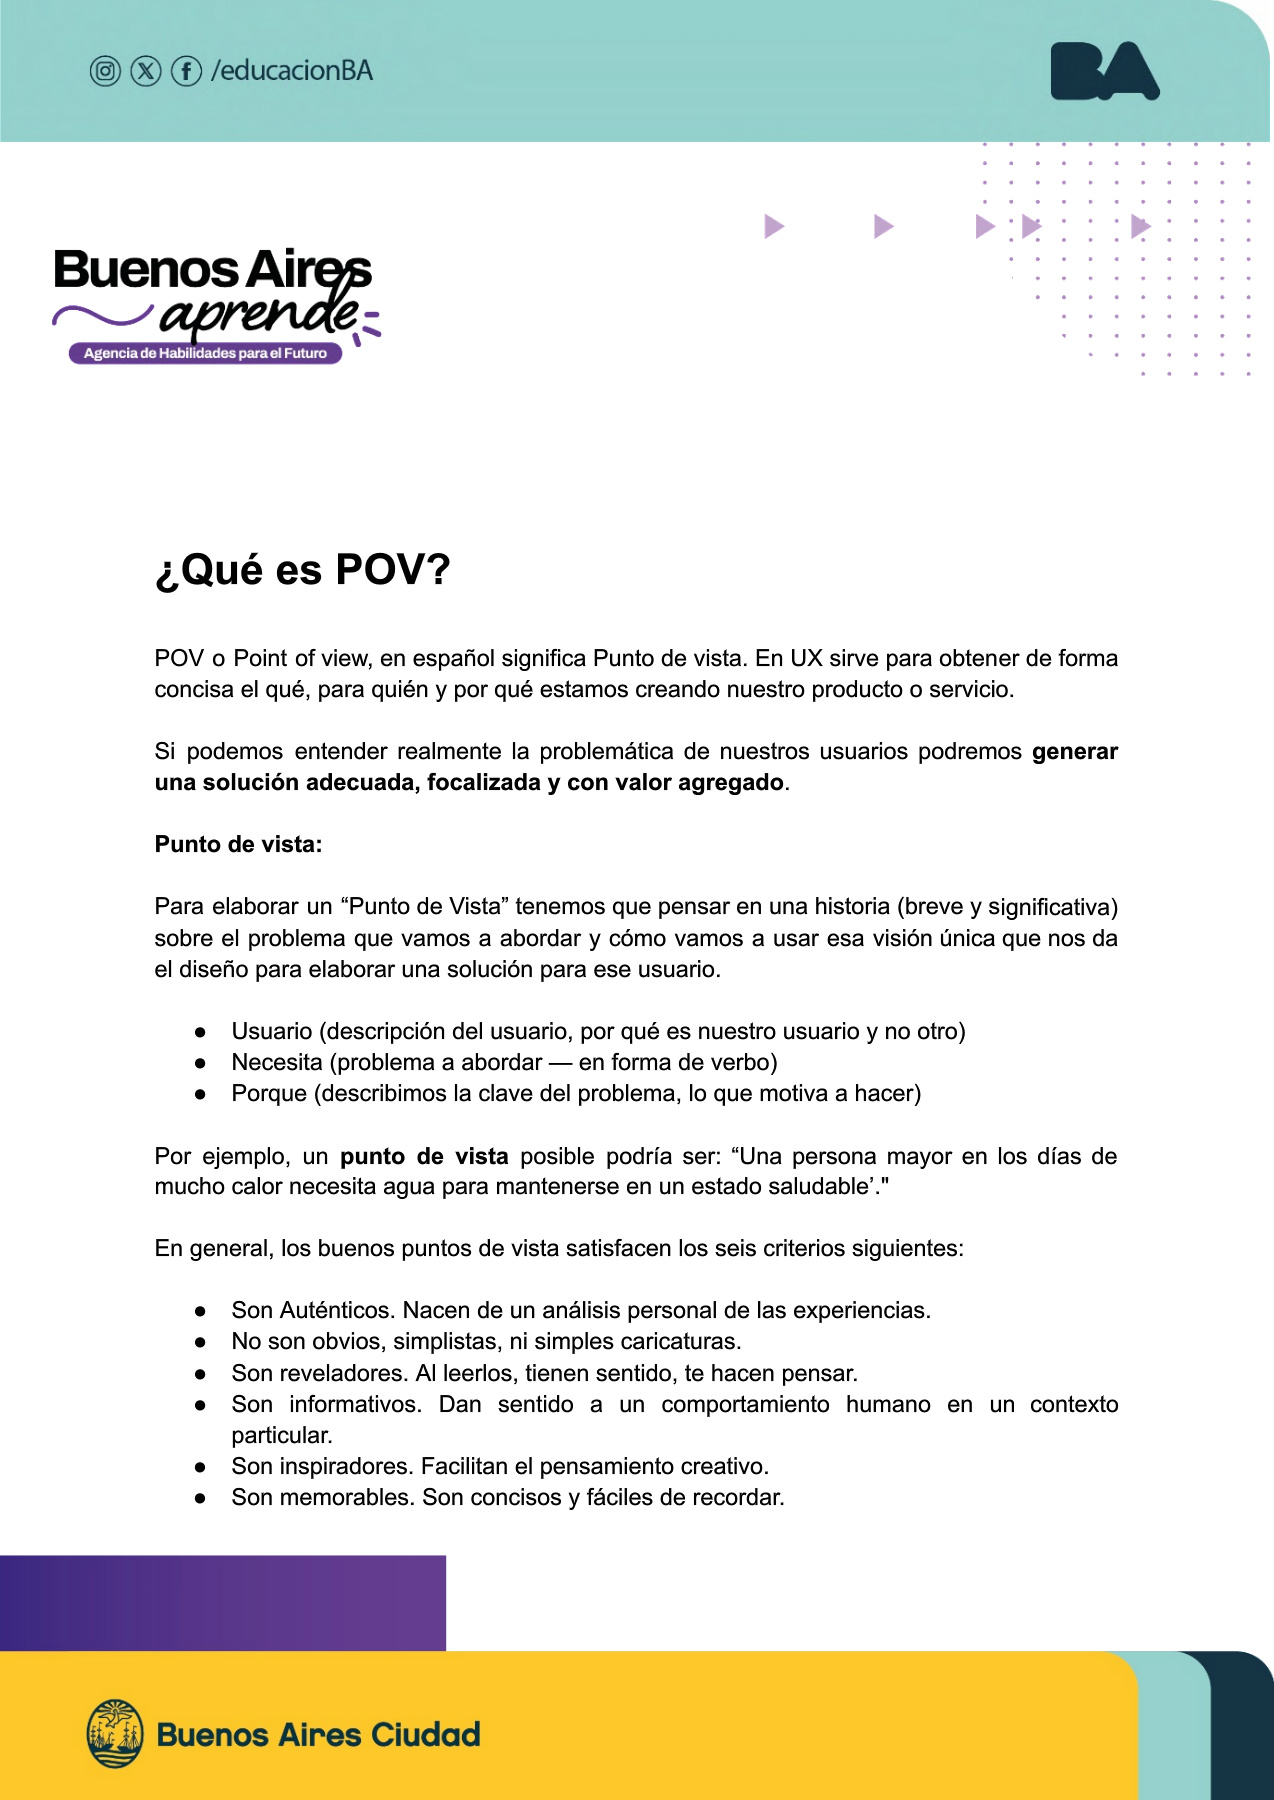 /educacionBA
BA
Buenos Aires
aprende
Agencia de Habilidades para el Futuro
¿Qué es POV?
POV o Point of view, en español significa Punto de vista. En UX sirve para obtener de forma
concisa el qué, para quién y por qué estamos creando nuestro producto o servicio.
Si podemos entender realmente la problemática de nuestros usuarios podremos generar
una solución adecuada, focalizada y con valor agregado.
Punto de vista:
Para elaborar un “Punto de Vista” tenemos que pensar en una historia (breve y significativa)
sobre el problema que vamos a abordar y cómo vamos a usar esa visión única que nos da
el diseño para elaborar una solución para ese usuario.
● Usuario (descripción del usuario, por qué es nuestro usuario y no otro)
● Necesita (problema a abordar — en forma de verbo)
● Porque (describimos la clave del problema, lo que motiva a hacer)
Por ejemplo, un punto de vista posible podría ser: “Una persona mayor en los días de
mucho calor necesita agua para mantenerse en un estado saludable’."
En general, los buenos puntos de vista satisfacen los seis criterios siguientes:
● Son Auténticos. Nacen de un análisis personal de las experiencias.
● No son obvios, simplistas, ni simples caricaturas.
● Son reveladores. Al leerlos, tienen sentido, te hacen pensar.
● Son informativos. Dan sentido a un comportamiento humano en un contexto
particular.
● Son inspiradores. Facilitan el pensamiento creativo.
● Son memorables. Son concisos y fáciles de recordar.
Buenos Aires Ciudad